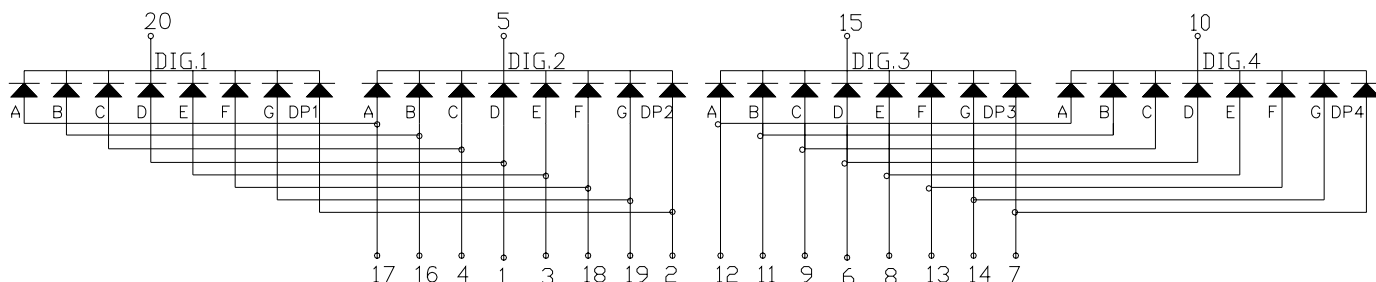 20 5 15 10
DIG.1 DIG.2 DIG.3 DIG.4
A B C D E F G DP1 A B C D E F G DP2 A B C D E F G DP3 A B C D E F G DP4
17 16 4 1 3 18 19 2 12 11 9 6 8 13 14 7